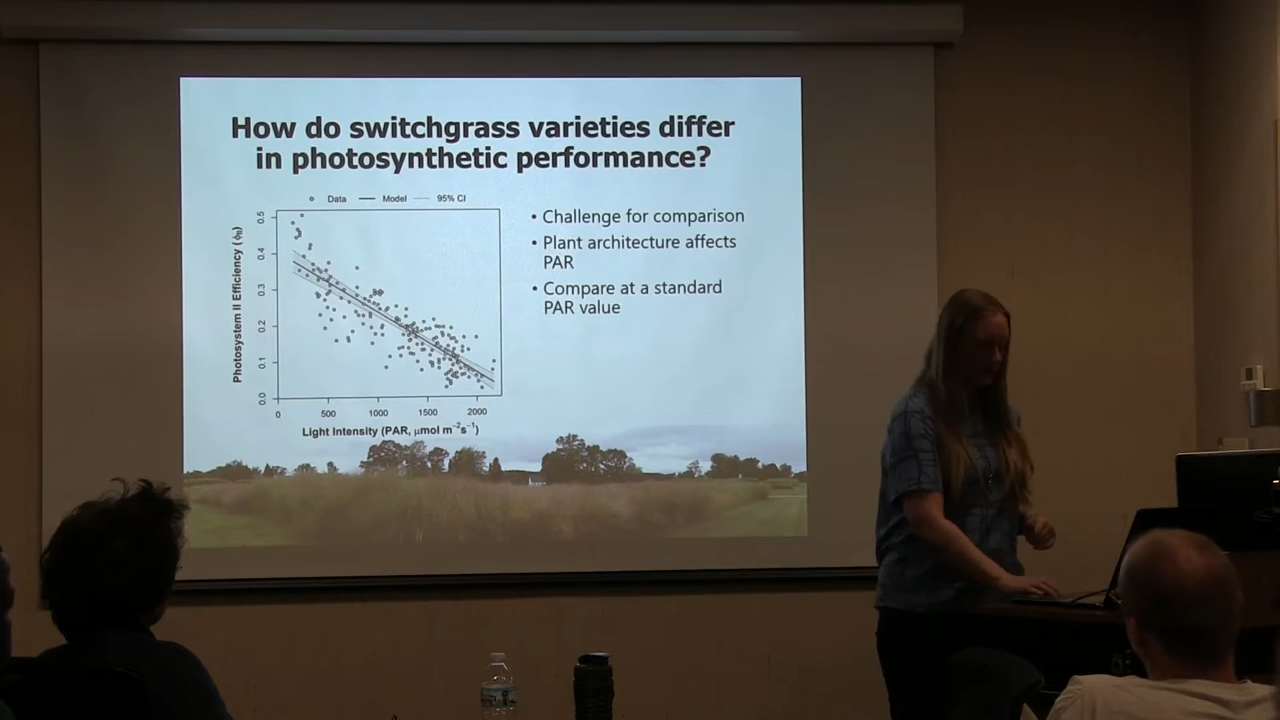 How do switchgrass varieties differ
in photosynthetic performance?
Data Model 95% CI
• Challenge for comparison
• Plant architecture affects
PAR
• Compare at a standard
PAR value
Photosystem II Efficiency (ϕII)
0.5
0.4
0.3
0.2
0.1
0.0
0 500 1000 1500 2000
Light Intensity (PAR, μmol m⁻²s⁻¹)